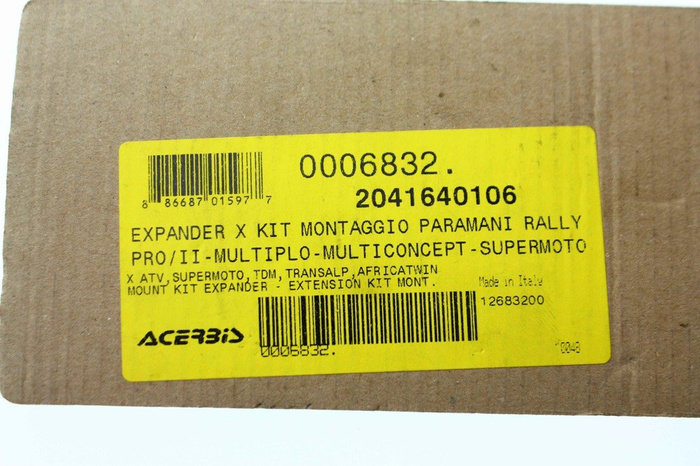 0006832.
8 86687 01597 7
2041640106
EXPANDER X KIT MONTAGGIO PARAMANI RALLY
PRO/II-MULTIPLO-MULTICONCEPT-SUPERMOTO
X ATV,SUPERMOTO,TDM,TRANSALP,AFRICATWIN
MOUNT KIT EXPANDER - EXTENSION KIT MONT.
Made in Italy
12683200
ACERBIS
0006832.
0048